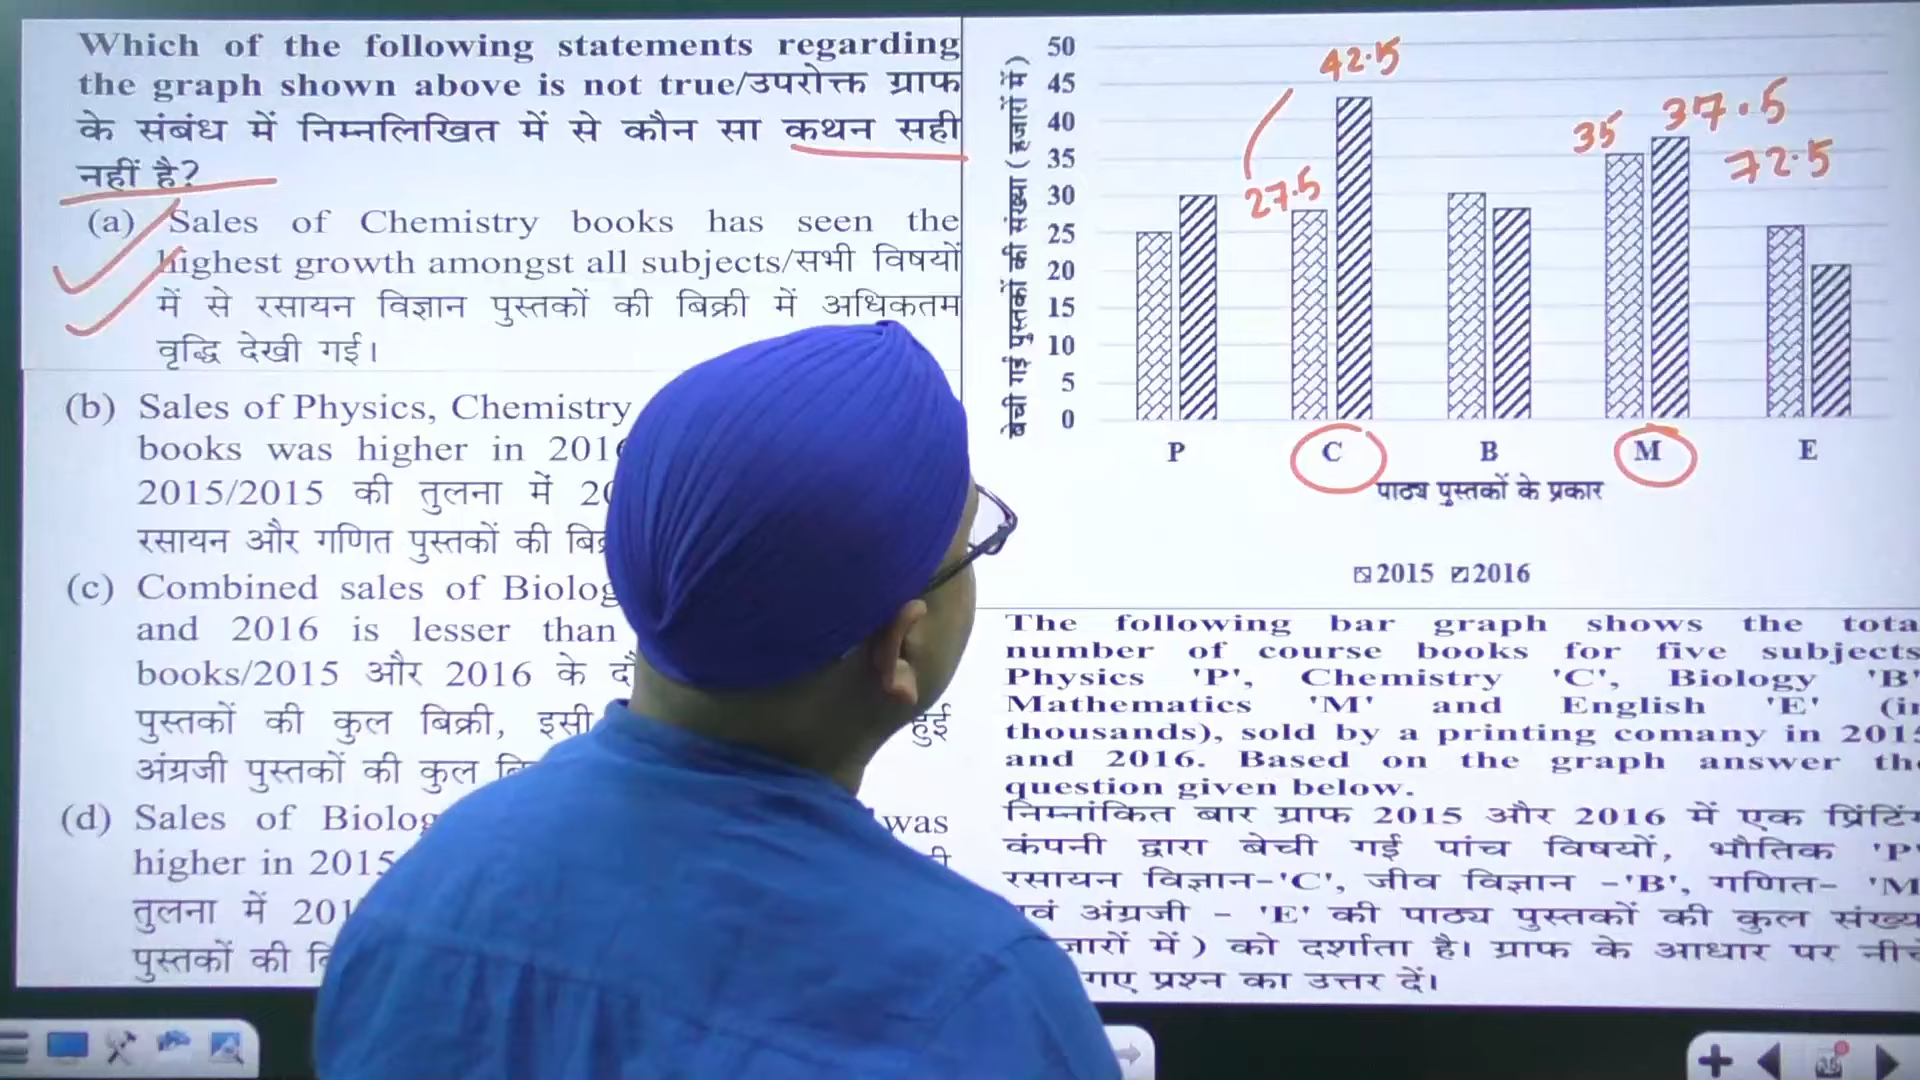 Which of the following statements regarding
the graph shown above is not true/उपरोक्त ग्राफ
के संबंध में निम्नलिखित में से कौन सा कथन सही
नहीं है?
(a) Sales of Chemistry books has seen the
highest growth amongst all subjects/सभी विषयों
में से रसायन विज्ञान पुस्तकों की बिक्री में अधिकतम
वृद्धि देखी गई।
(b) Sales of Physics, Chemistry
books was higher in 2016
2015/2015 की तुलना में
रसायन और गणित पुस्तकों की
(c) Combined sales of
and 2016 is lesser than
books/2015 और 2016 के
पुस्तकों की कुल बिक्री, इसी हुई
अंग्रजी पुस्तकों की कुल
(d) Sales of was
higher in 2015
तुलना में
पुस्तकों की
बेची गई पुस्तकों की संख्या (हजारों में)
50
45
40
35
30
25
20
15
10
5
0
42.5
27.5
35
37.5
72.5
P C B M E
पाठ्य पुस्तकों के प्रकार
2015 2016
The following bar graph shows the
number of course books for five subjects
Physics 'P', Chemistry 'C', Biology 'B'
Mathematics 'M' and English 'E'
thousands), sold by a printing comany in
and 2016. Based on the graph answer
question given below.
निम्नांकित बार ग्राफ 2015 और 2016 में एक
कंपनी द्वारा बेची गई पांच विषयों, भौतिक 'P'
रसायन विज्ञान-'C', जीव विज्ञान -'B', गणित- 'M
एवं अंग्रजी - 'E' की पाठ्य पुस्तकों की कुल
में) को दर्शाता है। ग्राफ के आधार पर
गए प्रश्न का उत्तर दें।